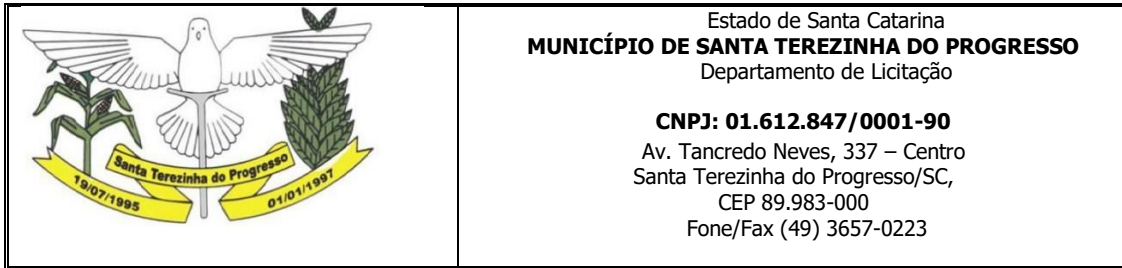 Santa Terezinha do Progresso
19/07/1995
01/01/1997
Estado de Santa Catarina
MUNICÍPIO DE SANTA TEREZINHA DO PROGRESSO
Departamento de Licitação
CNPJ: 01.612.847/0001-90
Av. Tancredo Neves, 337 – Centro
Santa Terezinha do Progresso/SC,
CEP 89.983-000
Fone/Fax (49) 3657-0223